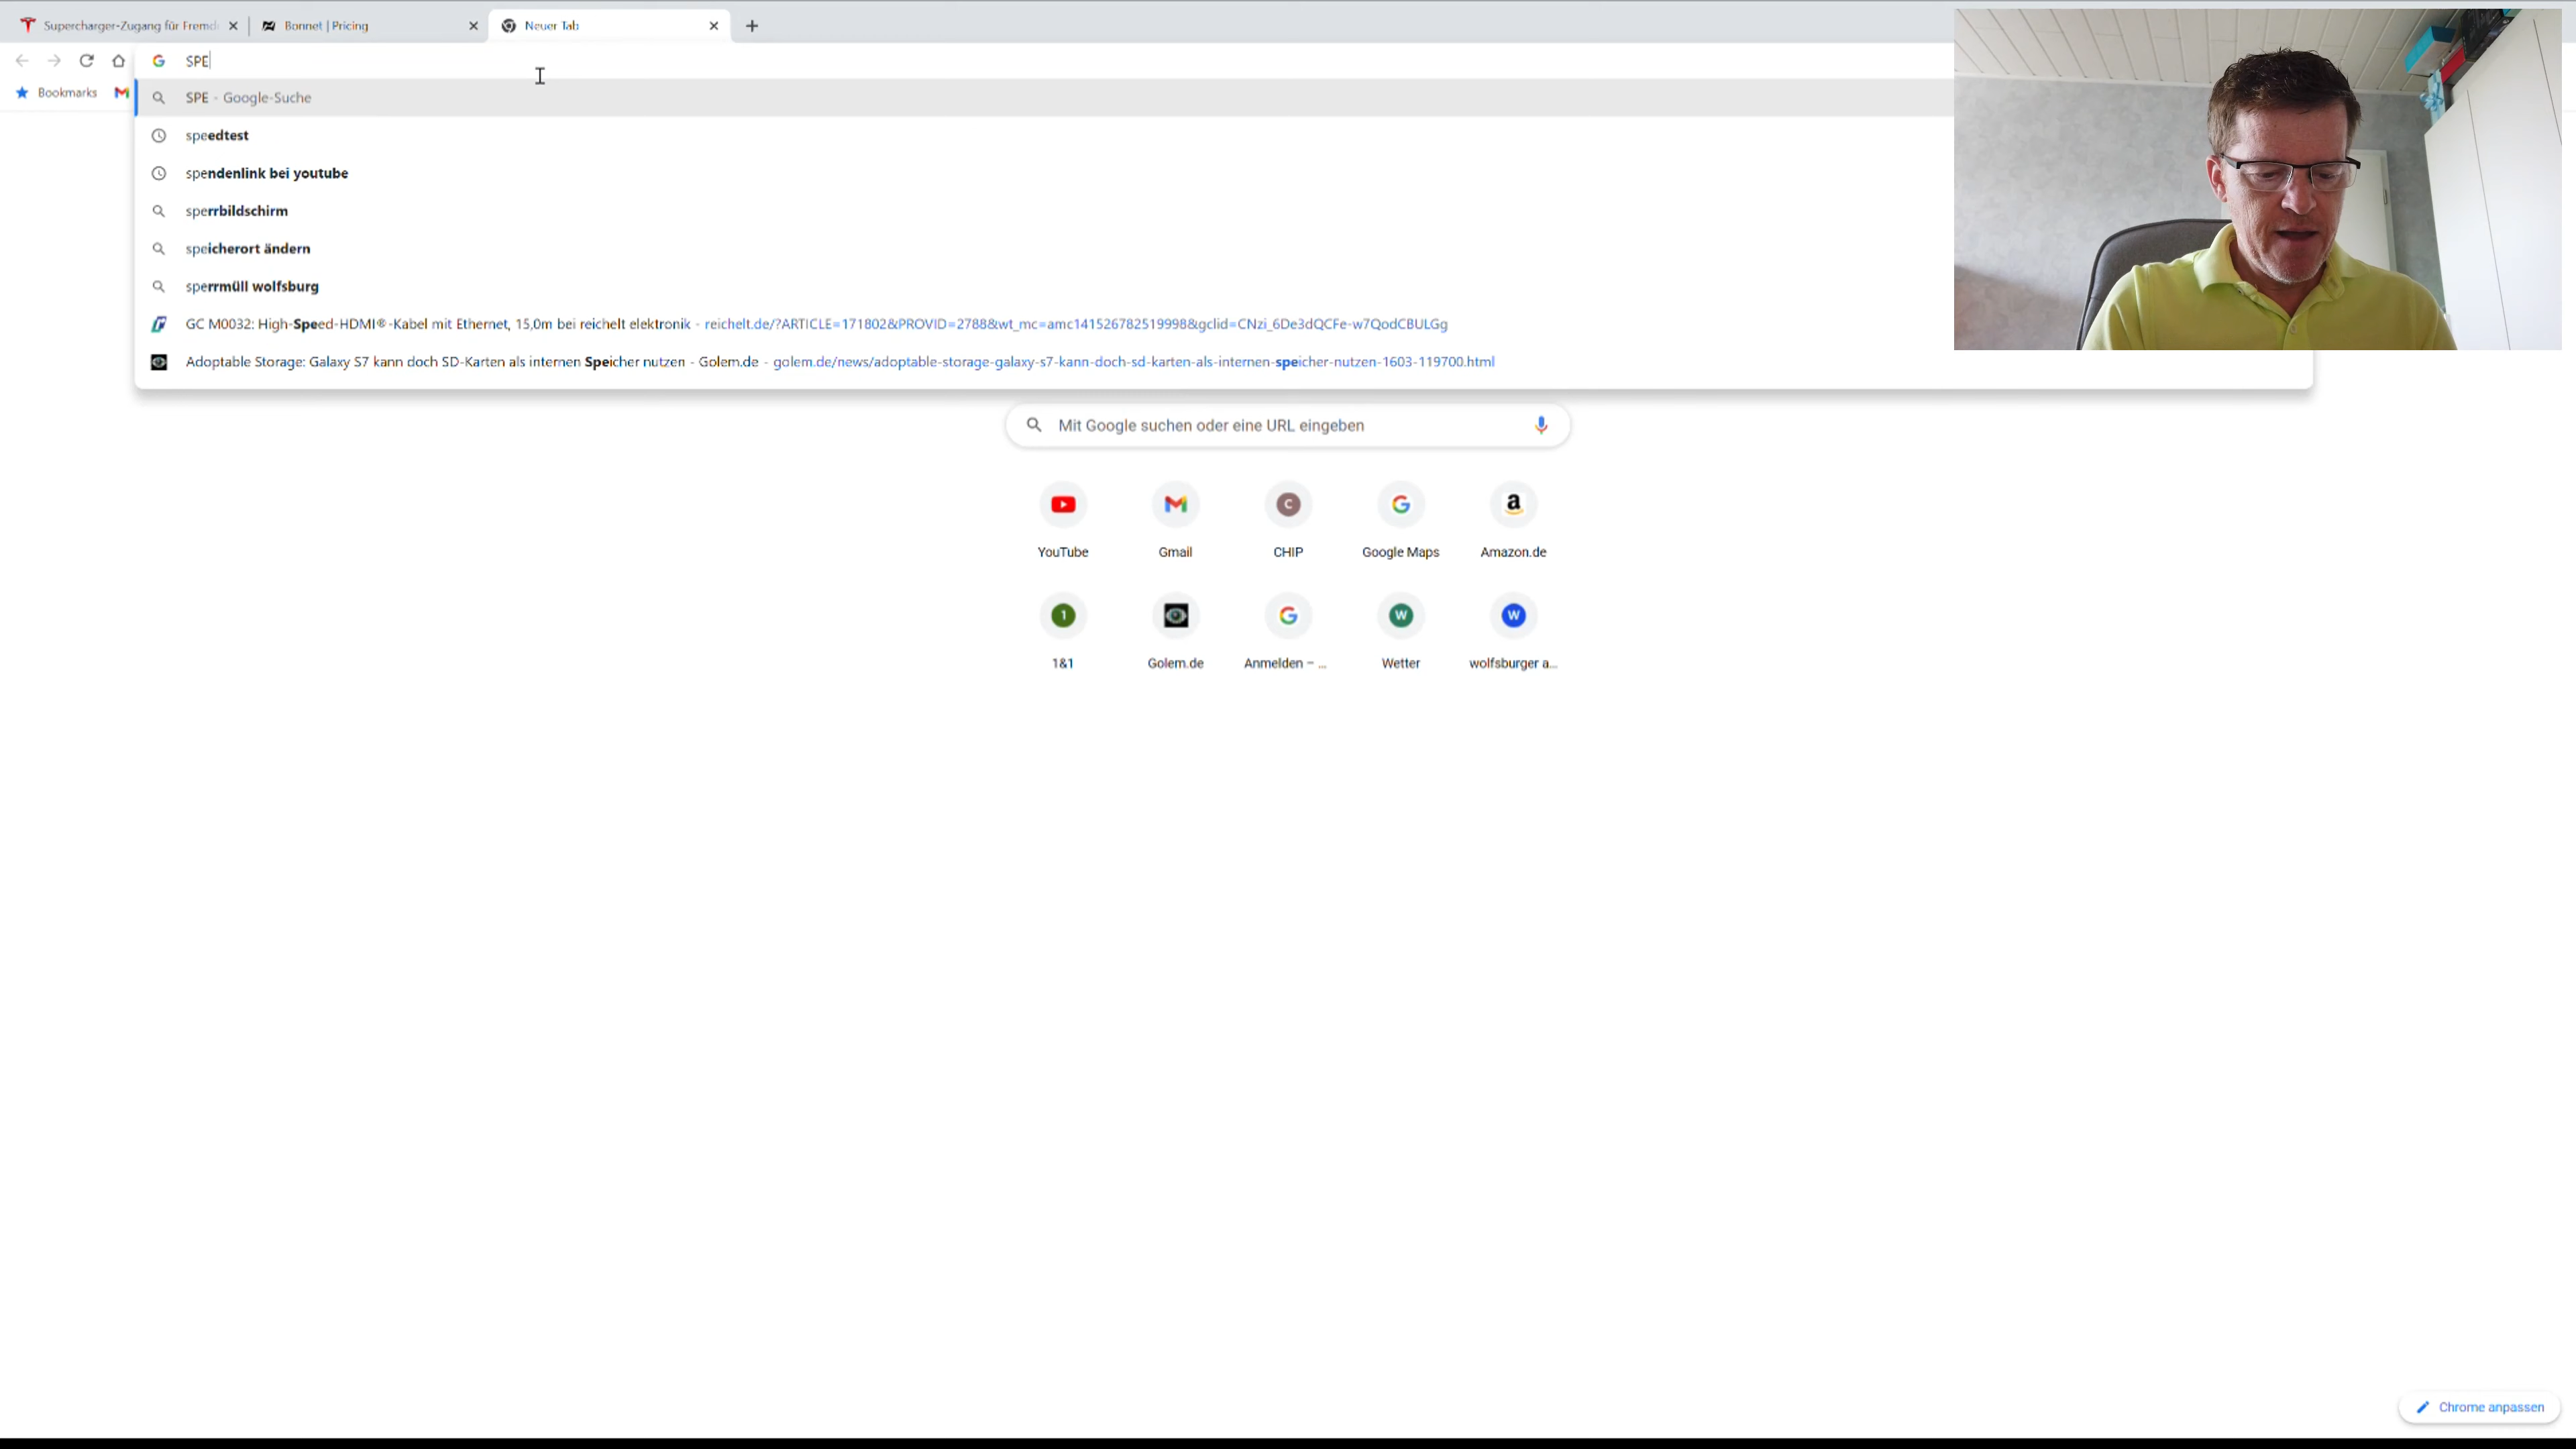 Supercharger-Zugang für Fremd
Bonnet | Pricing
Neuer Tab
SPE
Bookmarks
SPE - Google-Suche
speedtest
spendenlink bei youtube
sperrbildschirm
speicherort ändern
sperrmüll wolfsburg
GC M0032: High-Speed-HDMI®-Kabel mit Ethernet, 15,0m bei reichelt elektronik - reichelt.de/?ARTICLE=171802&PROVID=2788&wt_mc=amc141526782519998&gclid=CNzi_6De3dQCFe-w7QodCBULGg
Adoptable Storage: Galaxy S7 kann doch SD-Karten als internen Speicher nutzen - Golem.de - golem.de/news/adoptable-storage-galaxy-s7-kann-doch-sd-karten-als-internen-speicher-nutzen-1603-119700.html
Mit Google suchen oder eine URL eingeben
YouTube
Gmail
C
CHIP
Google Maps
a
Amazon.de
1
1&1
Golem.de
Anmelden – ...
W
Wetter
W
wolfsburger a...
Chrome anpassen